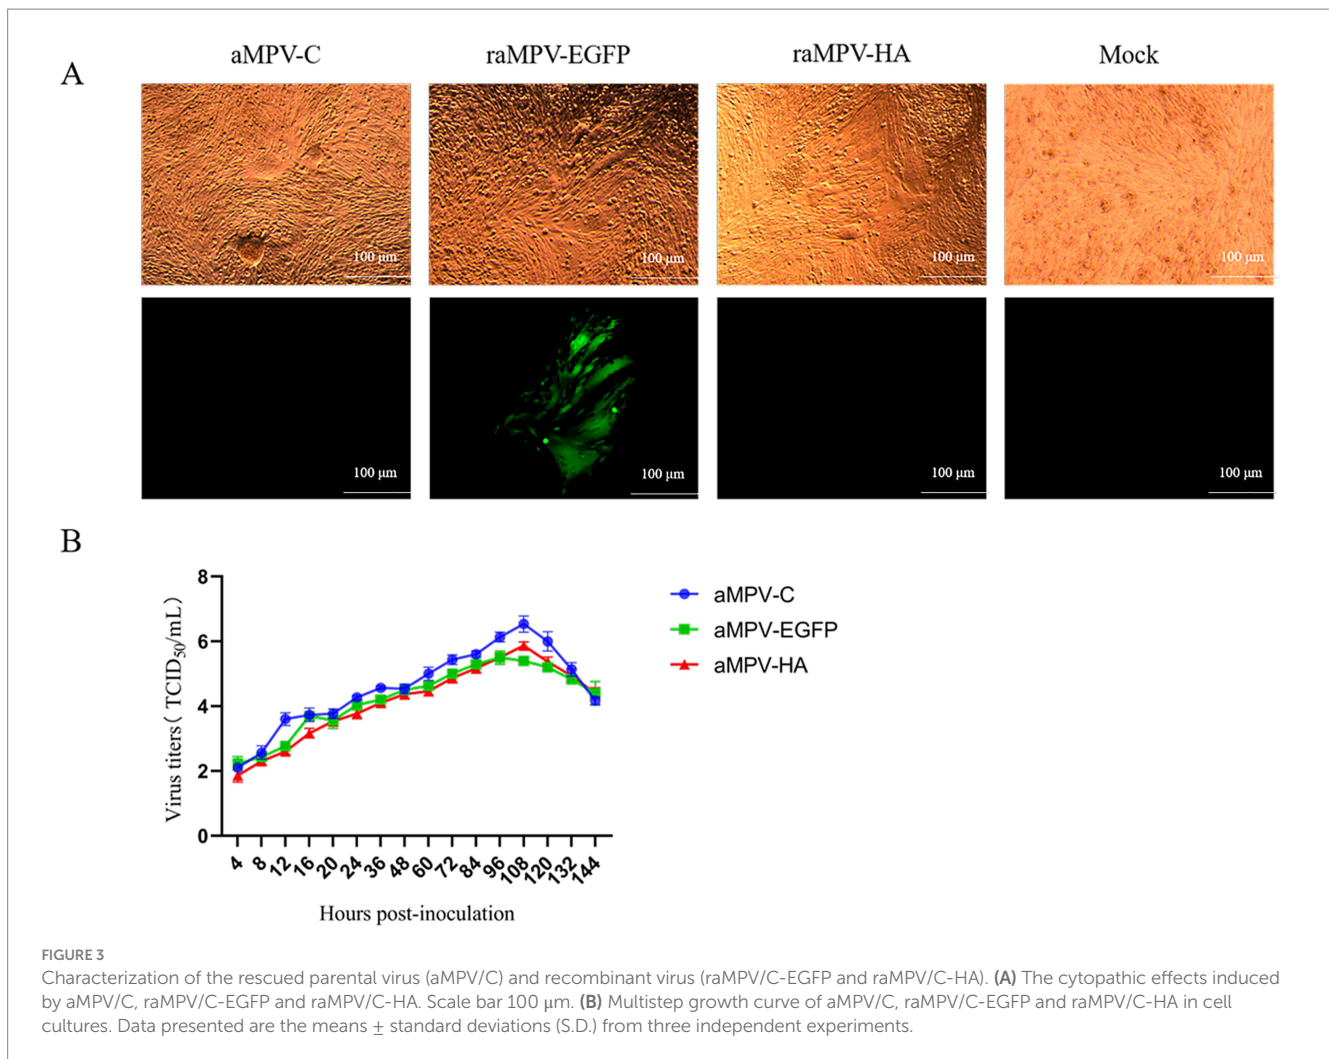 aMPV-C raMPV-EGFP raMPV-HA Mock
A
100 μm 100 μm 100 μm 100 μm
100 μm 100 μm 100 μm 100 μm
B
Virus titers( TCID50/mL)
8
6
4
2
0
4 8 12 16 20 24 36 48 60 72 84 96 108 120 132 144
Hours post-inoculation
aMPV-C
aMPV-EGFP
aMPV-HA
FIGURE 3
Characterization of the rescued parental virus (aMPV/C) and recombinant virus (raMPV/C-EGFP and raMPV/C-HA). (A) The cytopathic effects induced
by aMPV/C, raMPV/C-EGFP and raMPV/C-HA. Scale bar 100 μm. (B) Multistep growth curve of aMPV/C, raMPV/C-EGFP and raMPV/C-HA in cell
cultures. Data presented are the means ± standard deviations (S.D.) from three independent experiments.